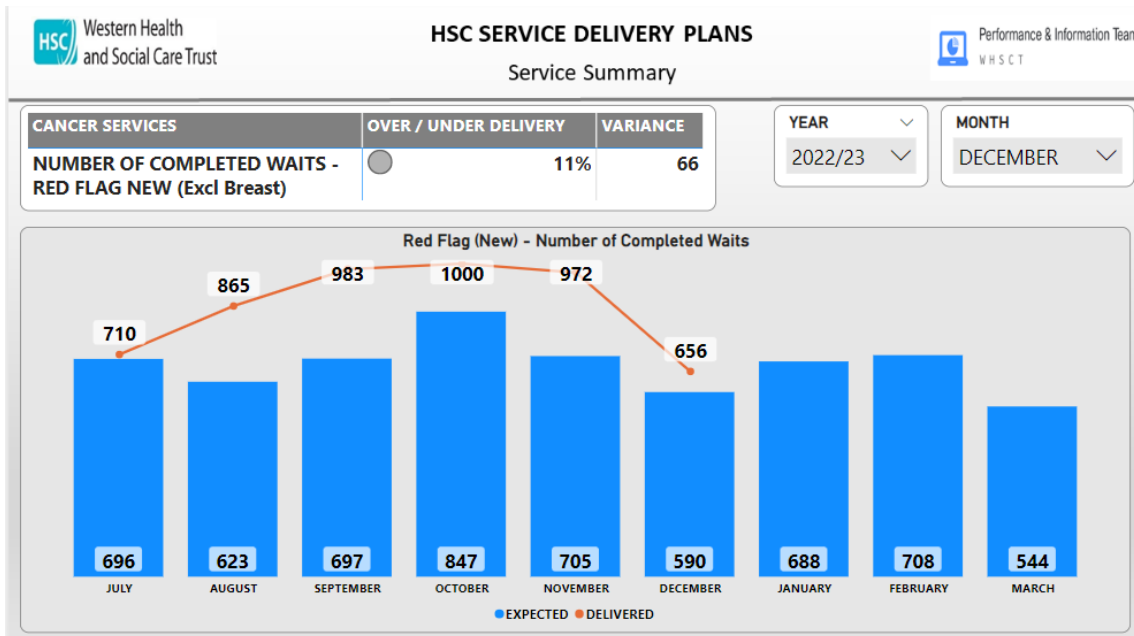 HSC
Western Health
and Social Care Trust
HSC SERVICE DELIVERY PLANS
Service Summary
Performance & Information Team
WHSCT
CANCER SERVICES OVER / UNDER DELIVERY VARIANCE
NUMBER OF COMPLETED WAITS - 11% 66
RED FLAG NEW (Excl Breast)
YEAR
2022/23
MONTH
DECEMBER
Red Flag (New) - Number of Completed Waits
710 865 983 1000 972 656
696 623 697 847 705 590 688 708 544
JULY AUGUST SEPTEMBER OCTOBER NOVEMBER DECEMBER JANUARY FEBRUARY MARCH
EXPECTED DELIVERED